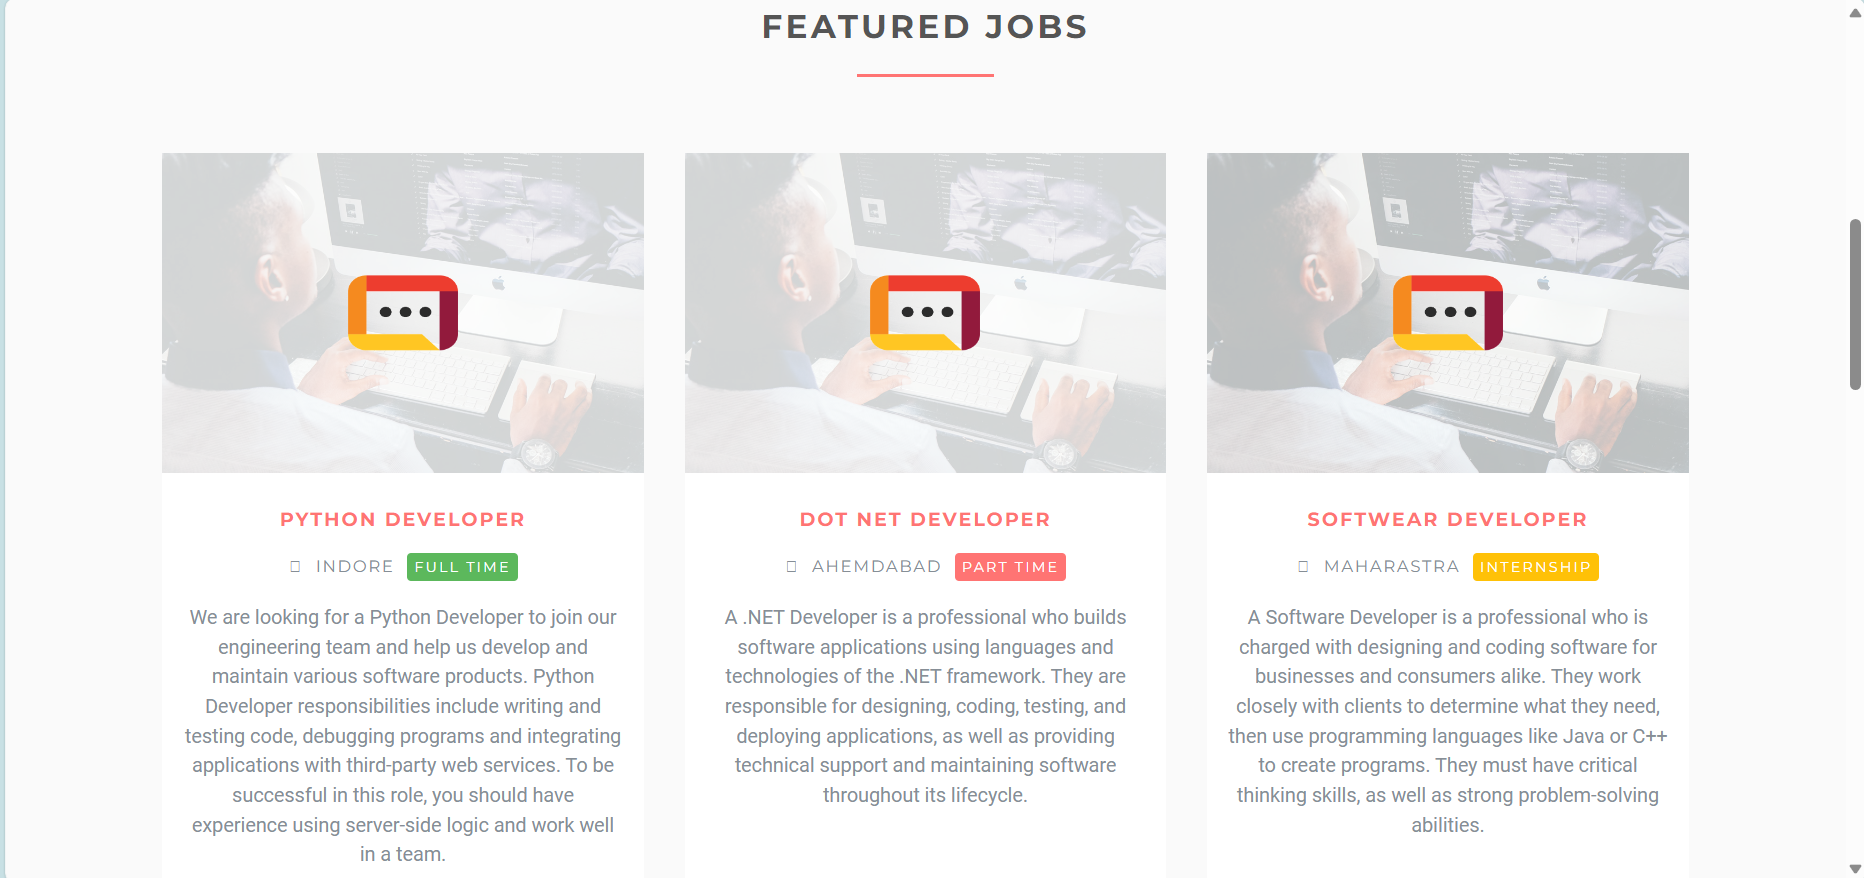 FEATURED JOBS
PYTHON DEVELOPER
INDORE FULL TIME
We are looking for a Python Developer to join our
engineering team and help us develop and
maintain various software products. Python
Developer responsibilities include writing and
testing code, debugging programs and integrating
applications with third-party web services. To be
successful in this role, you should have
experience using server-side logic and work well
in a team.
DOT NET DEVELOPER
AHEMDABAD PART TIME
A .NET Developer is a professional who builds
software applications using languages and
technologies of the .NET framework. They are
responsible for designing, coding, testing, and
deploying applications, as well as providing
technical support and maintaining software
throughout its lifecycle.
SOFTWEAR DEVELOPER
MAHARASTRA INTERNSHIP
A Software Developer is a professional who is
charged with designing and coding software for
businesses and consumers alike. They work
closely with clients to determine what they need,
then use programming languages like Java or C++
to create programs. They must have critical
thinking skills, as well as strong problem-solving
abilities.